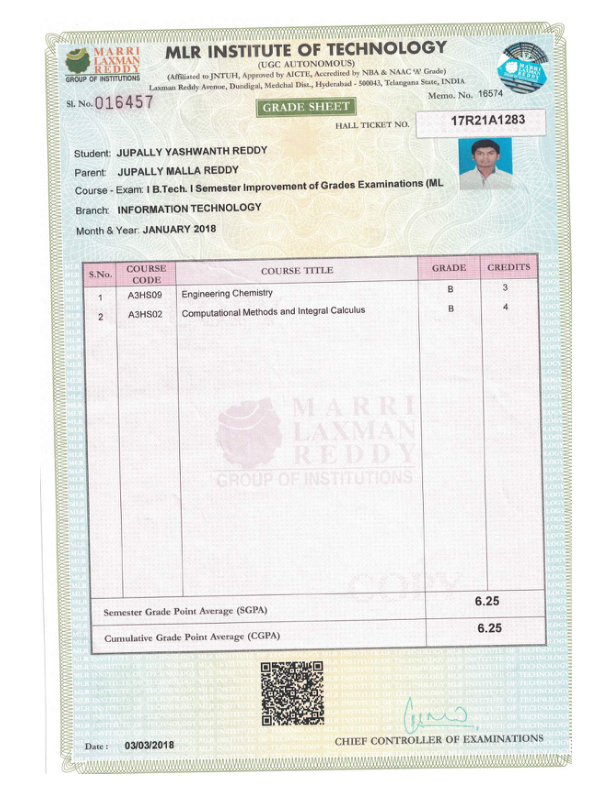 MARRI
LAXMAN
REDDY
GROUP OF INSTITUTIONS
MLR INSTITUTE OF TECHNOLOGY
(UGC AUTONOMOUS)
(Affiliated to JNTUH, Approved by AICTE, Accredited by NBA & NAAC 'A' Grade)
Laxman Reddy Avenue, Dundigal, Medchal Dist., Hyderabad - 500043, Telangana State, INDIA
MARRI
LAXMAN
REDDY
Sl. No. 016457
Memo. No. 16574
GRADE SHEET
HALL TICKET NO. 17R21A1283
Student: JUPALLY YASHWANTH REDDY
Parent: JUPALLY MALLA REDDY
Course - Exam: I B.Tech. I Semester Improvement of Grades Examinations (ML
Branch: INFORMATION TECHNOLOGY
Month & Year: JANUARY 2018
S.No. COURSE CODE COURSE TITLE GRADE CREDITS
1 A3HS09 Engineering Chemistry B 3
2 A3HS02 Computational Methods and Integral Calculus B 4
MARRI
LAXMAN
REDDY
GROUP OF INSTITUTIONS
COPY
Semester Grade Point Average (SGPA) 6.25
Cumulative Grade Point Average (CGPA) 6.25
Date : 03/03/2018
CHIEF CONTROLLER OF EXAMINATIONS